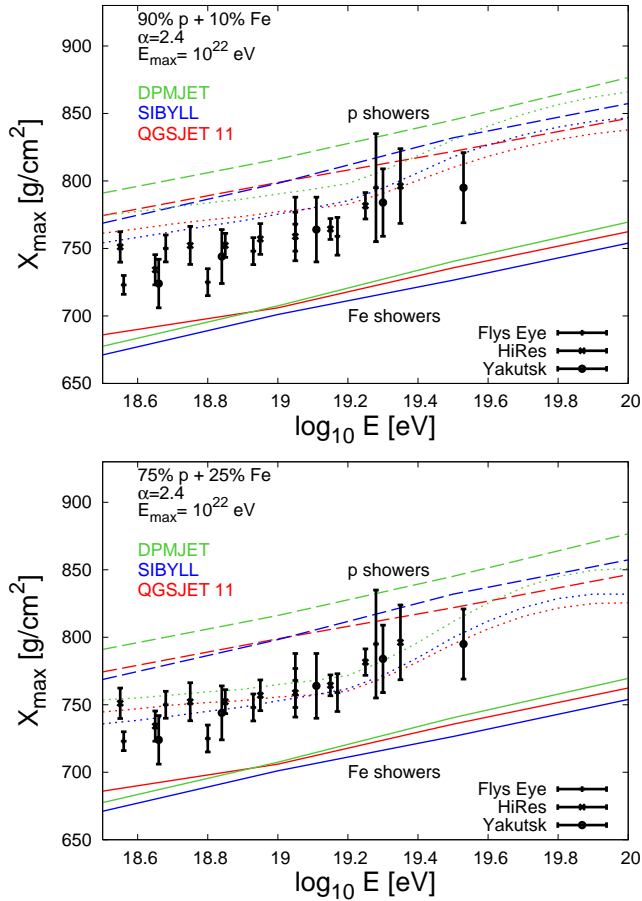 90% p + 10% Fe
α=2.4
E_max= 10^22 eV
DPMJET
SIBYLL
QGSJET 11
p showers
Fe showers
Flys Eye
HiRes
Yakutsk
X_max [g/cm^2]
900
850
800
750
700
650
18.6 18.8 19 19.2 19.4 19.6 19.8 20
log_10 E [eV]
75% p + 25% Fe
α=2.4
E_max= 10^22 eV
DPMJET
SIBYLL
QGSJET 11
p showers
Fe showers
Flys Eye
HiRes
Yakutsk
X_max [g/cm^2]
900
850
800
750
700
650
18.6 18.8 19 19.2 19.4 19.6 19.8 20
log_10 E [eV]